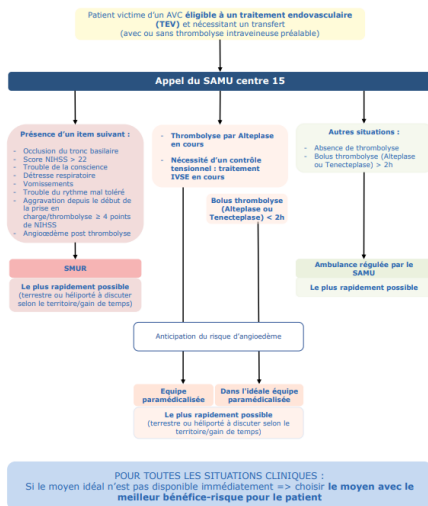 Patient victime d'un AVC éligible à un traitement endovasculaire
(TEV) et nécessitant un transfert
(avec ou sans thrombolyse intraveineuse préalable)
Appel du SAMU centre 15
Présence d'un item suivant :
- Occlusion du tronc basilaire
- Score NIHSS > 22
- Trouble de la conscience
- Détresse respiratoire
- Vomissements
- Trouble du rythme mal toléré
- Aggravation depuis le début de
la prise en
charge/thrombolyse ≥ 4 points
de NIHSS
- Angiœdème post thrombolyse
SMUR
Le plus rapidement possible
(terrestre ou héliporté à discuter
selon le territoire/gain de temps)
- Thrombolyse par Alteplase
en cours
- Nécessité d'un contrôle
tensionnel : traitement
IVSE en cours
Bolus thrombolyse
(Alteplase ou
Tenecteplase) < 2h
Autres situations :
- Absence de thrombolyse
- Bolus thrombolyse (Alteplase
ou Tenecteplase) > 2h
Ambulance régulée par le
SAMU
Le plus rapidement possible
Anticipation du risque d'angioedème
Equipe
paramédicalisée
Dans l'idéale équipe
paramédicalisée
Le plus rapidement possible
(terrestre ou héliporté à discuter selon le
territoire/gain de temps)
POUR TOUTES LES SITUATIONS CLINIQUES :
Si le moyen idéal n'est pas disponible immédiatement => choisir le moyen avec le
meilleur bénéfice-risque pour le patient